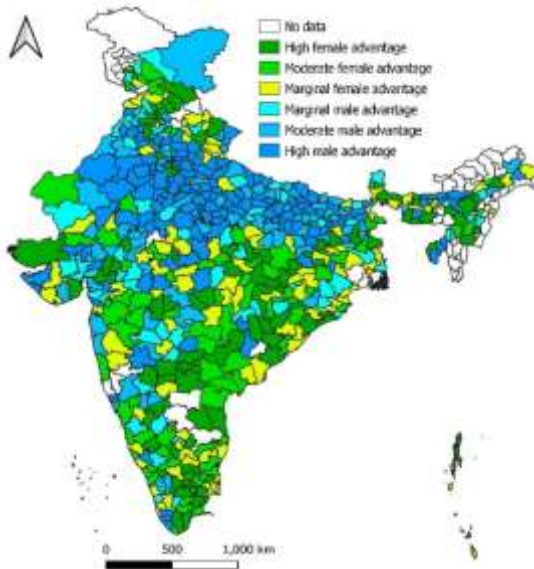 No data
High female advantage
Moderate female advantage
Marginal female advantage
Marginal male advantage
Moderate male advantage
High male advantage
0 500 1,000 km